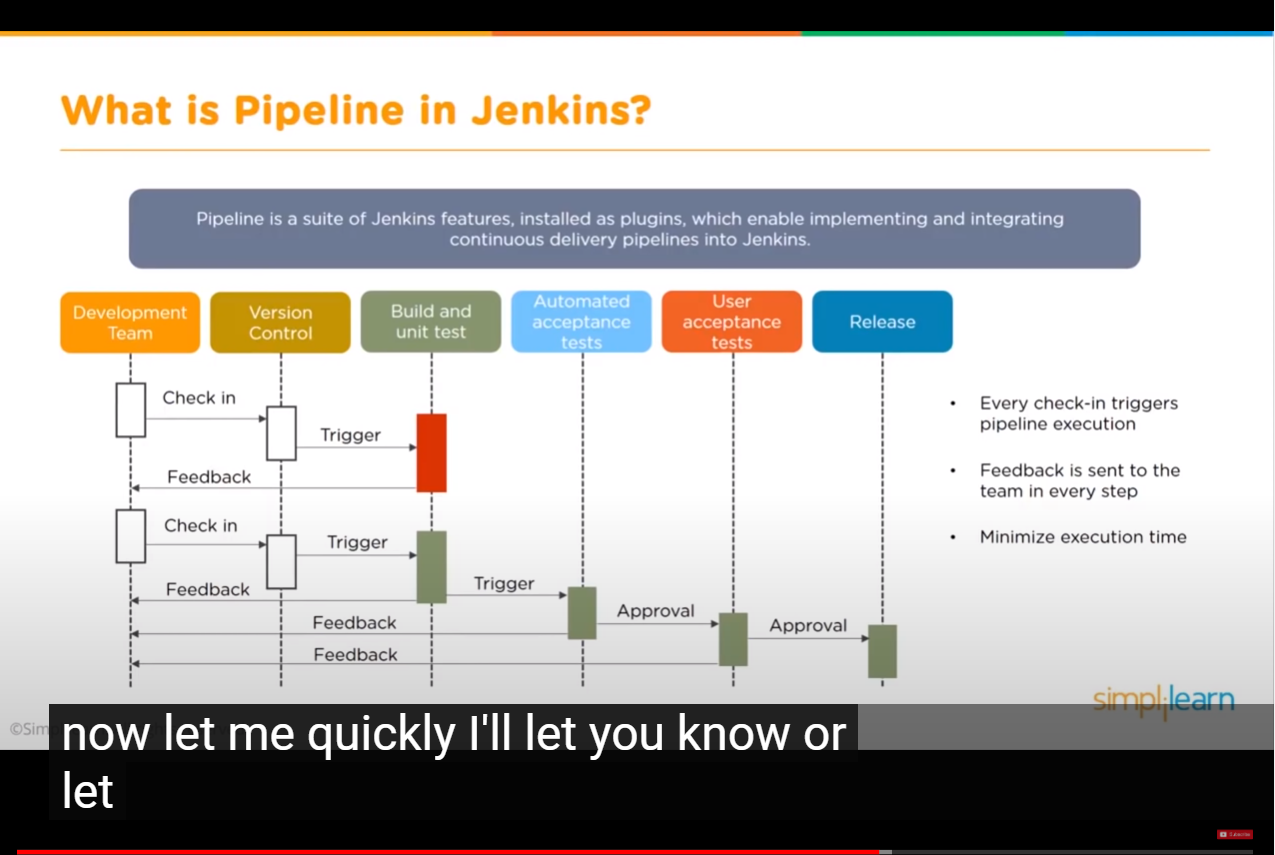 What is Pipeline in Jenkins?
Pipeline is a suite of Jenkins features, installed as plugins, which enable implementing and integrating
continuous delivery pipelines into Jenkins.
Development
Team
Version
Control
Build and
unit test
Automated
acceptance
tests
User
acceptance
tests
Release
Check in
Trigger
Feedback
Check in
Trigger
Feedback
Trigger
Feedback
Approval
Feedback
Approval
• Every check-in triggers
pipeline execution
• Feedback is sent to the
team in every step
• Minimize execution time
simplilearn
©Sim
now let me quickly I'll let you know or
let